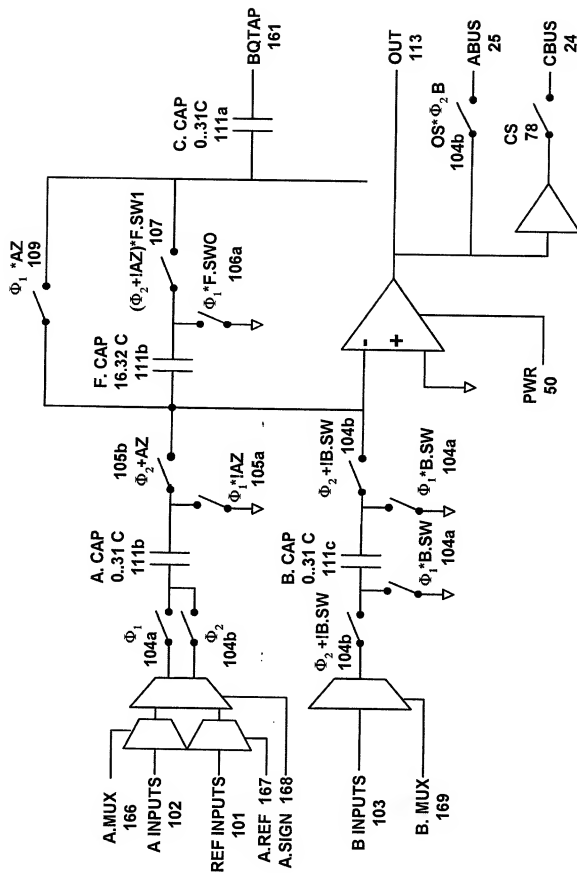 Φ₁ *AZ
109
(Φ₂+!AZ)*F.SW1
107
Φ₁*F.SWO
106a
F. CAP
16.32 C
111b
C. CAP
0..31C
111a
BQTAP
161
105b
Φ₂+AZ
Φ₁*!AZ
105a
A. CAP
0..31 C
111b
Φ₁
104a
Φ₂
104b
A.MUX
166
A INPUTS
102
REF INPUTS
101
A.REF 167
A.SIGN 168
Φ₂+!B.SW
104b
Φ₁*B.SW
104a
B. CAP
0..31 C
111c
Φ₁*B.SW
104a
Φ₂+!B.SW
104b
B INPUTS
103
B. MUX
169
-
+
PWR
50
OUT
113
OS*Φ₂B
104b
ABUS
25
CS
78
CBUS
24